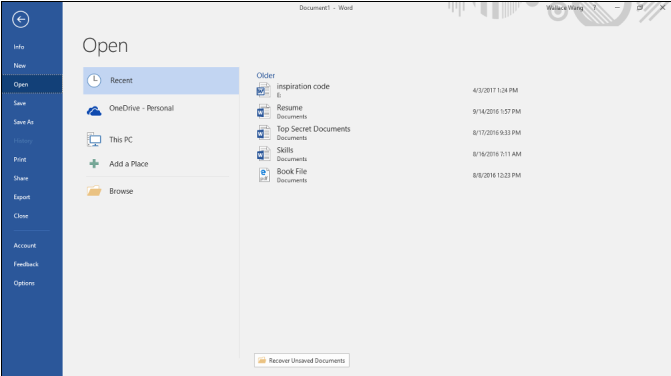 Document1 - Word
Wallace Wang ?
Info
New
Open
Save
Save As
History
Print
Share
Export
Close
Account
Feedback
Options
Open
Recent
OneDrive - Personal
This PC
Add a Place
Browse
Older
inspiration code 4/3/2017 1:24 PM
E:
Resume 9/14/2016 1:57 PM
Documents
Top Secret Documents 8/17/2016 9:33 PM
Documents
Skills 8/16/2016 7:11 AM
Documents
Book File 8/8/2016 12:23 PM
Documents
Recover Unsaved Documents